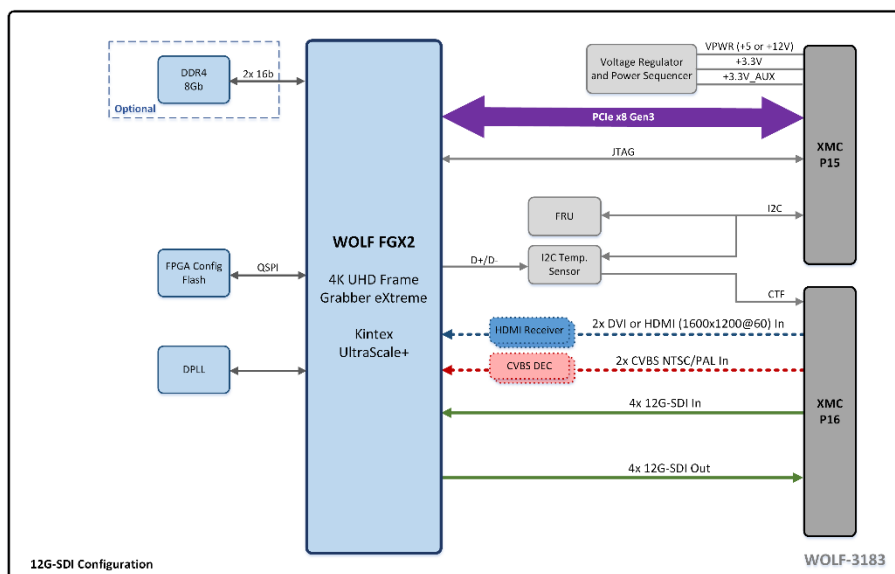 DDR4
8Gb
2x 16b
Optional
Voltage Regulator
and Power Sequencer
VPWR (+5 or +12V)
+3.3V
+3.3V_AUX
PCIe x8 Gen3
XMC
P15
JTAG
FRU
I2C
WOLF FGX2
4K UHD Frame
Grabber eXtreme
Kintex
UltraScale+
FPGA Config
Flash
QSPI
D+/D-
I2C Temp.
Sensor
CTF
HDMI Receiver
2x DVI or HDMI (1600x1200@60) In
DPLL
CVBS DEC
2x CVBS NTSC/PAL In
XMC
P16
4x 12G-SDI In
4x 12G-SDI Out
12G-SDI Configuration
WOLF-3183